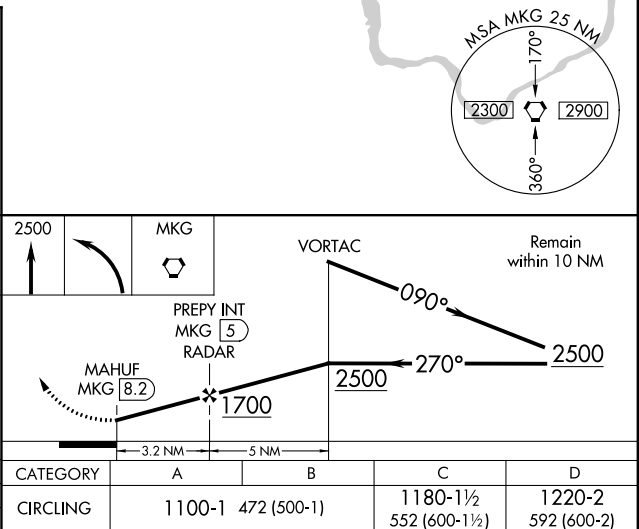 MSA MKG 25 NM
170°
2300
2900
360°
2500
MKG
VORTAC
Remain
within 10 NM
090°
PREPY INT
MKG 5
RADAR
2500
MAHUF
MKG 8.2
270°
2500
1700
3.2 NM
5 NM
CATEGORY A B C D
CIRCLING 1100-1 472 (500-1) 1180-1½ 1220-2
552 (600-1½) 592 (600-2)